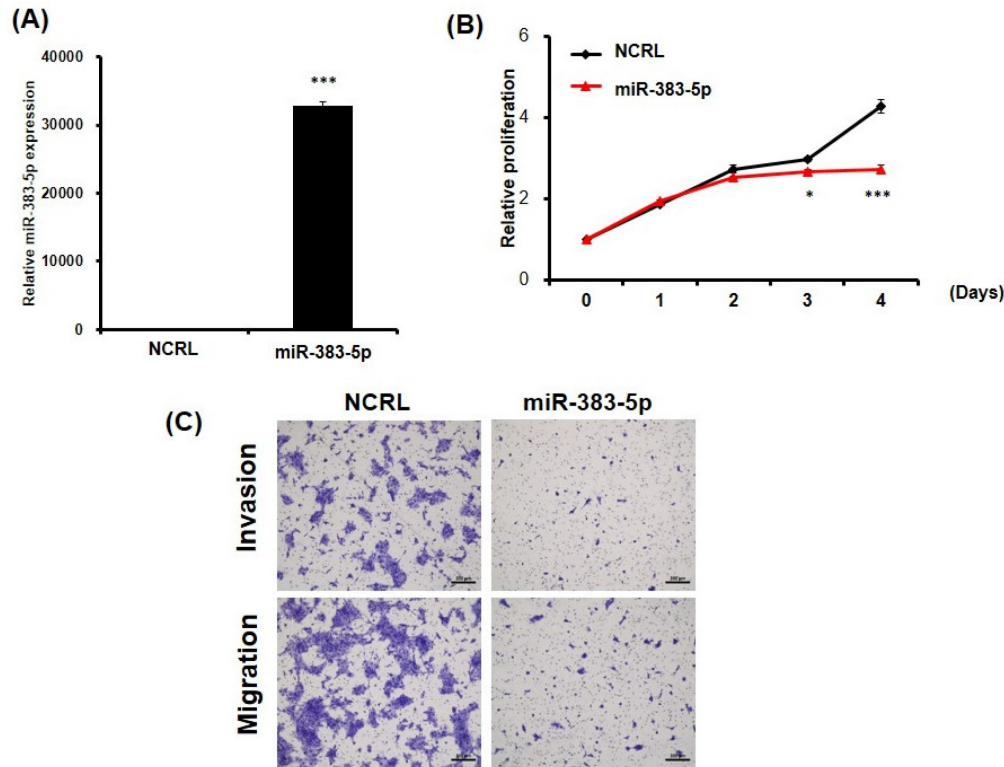 (A)
Relative miR-383-5p expression
40000
30000
20000
10000
0
***
NCRL
miR-383-5p
(B)
Relative proliferation
6
4
2
0
NCRL
miR-383-5p
*
***
0
1
2
3
4
(Days)
(C)
NCRL
miR-383-5p
Invasion
Migration